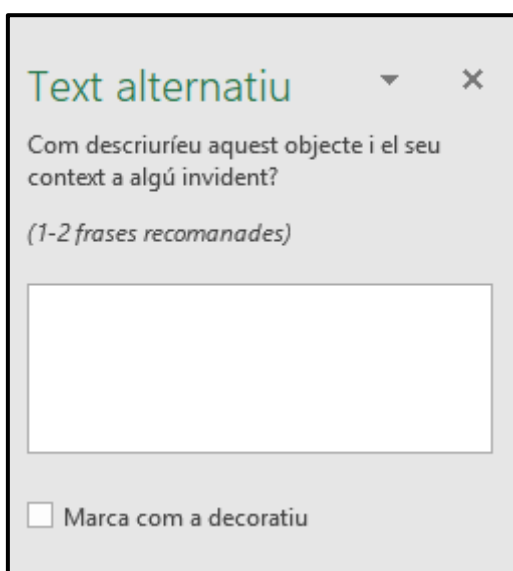 Text alternatiu
Com descriuríeu aquest objecte i el seu
context a algú invident?
(1-2 frases recomanades)
Marca com a decoratiu